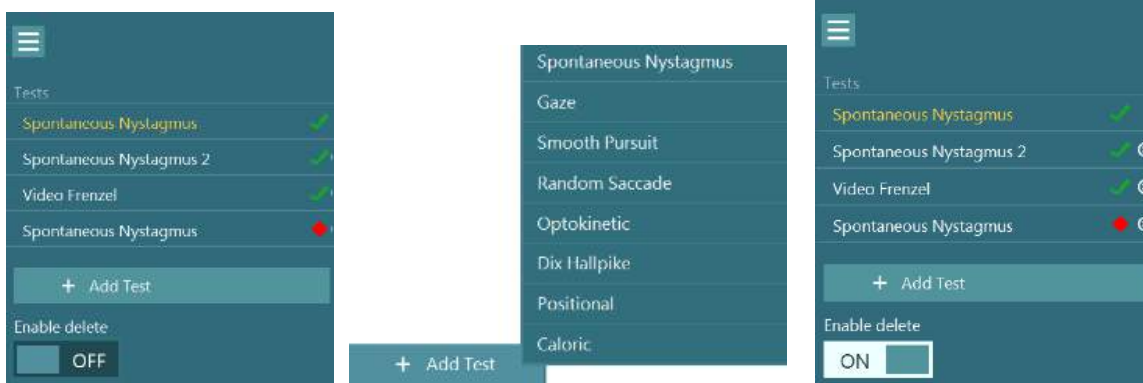 Tests
Spontaneous Nystagmus
Spontaneous Nystagmus 2
Video Frenzel
Spontaneous Nystagmus
+ Add Test
Enable delete
OFF
Spontaneous Nystagmus
Gaze
Smooth Pursuit
Random Saccade
Optokinetic
Dix Hallpike
Positional
Caloric
+ Add Test
Tests
Spontaneous Nystagmus
Spontaneous Nystagmus 2
Video Frenzel
Spontaneous Nystagmus
+ Add Test
Enable delete
ON